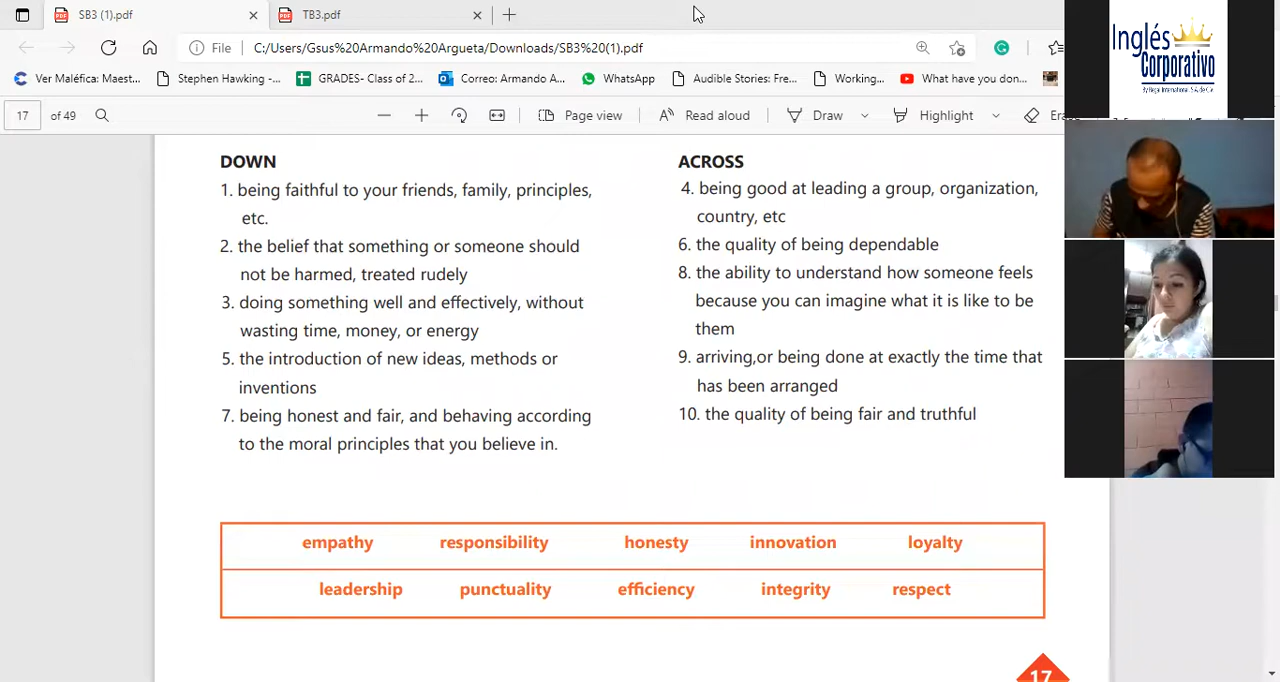 SB3 (1).pdf
TB3.pdf
File
C:/Users/Gsus%20Armando%20Argueta/Downloads/SB3%20(1).pdf
Ver Maléfica: Maest...
Stephen Hawking -...
GRADES- Class of 2...
Correo: Armando A...
WhatsApp
Audible Stories: Fre...
Working...
What have you don...
17 of 49
Page view
Read aloud
Draw
Highlight
Inglés
Corporativo
DOWN
1. being faithful to your friends, family, principles,
etc.
2. the belief that something or someone should
not be harmed, treated rudely
3. doing something well and effectively, without
wasting time, money, or energy
5. the introduction of new ideas, methods or
inventions
7. being honest and fair, and behaving according
to the moral principles that you believe in.
ACROSS
4. being good at leading a group, organization,
country, etc
6. the quality of being dependable
8. the ability to understand how someone feels
because you can imagine what it is like to be
them
9. arriving,or being done at exactly the time that
has been arranged
10. the quality of being fair and truthful
empathy responsibility honesty innovation loyalty
leadership punctuality efficiency integrity respect
17